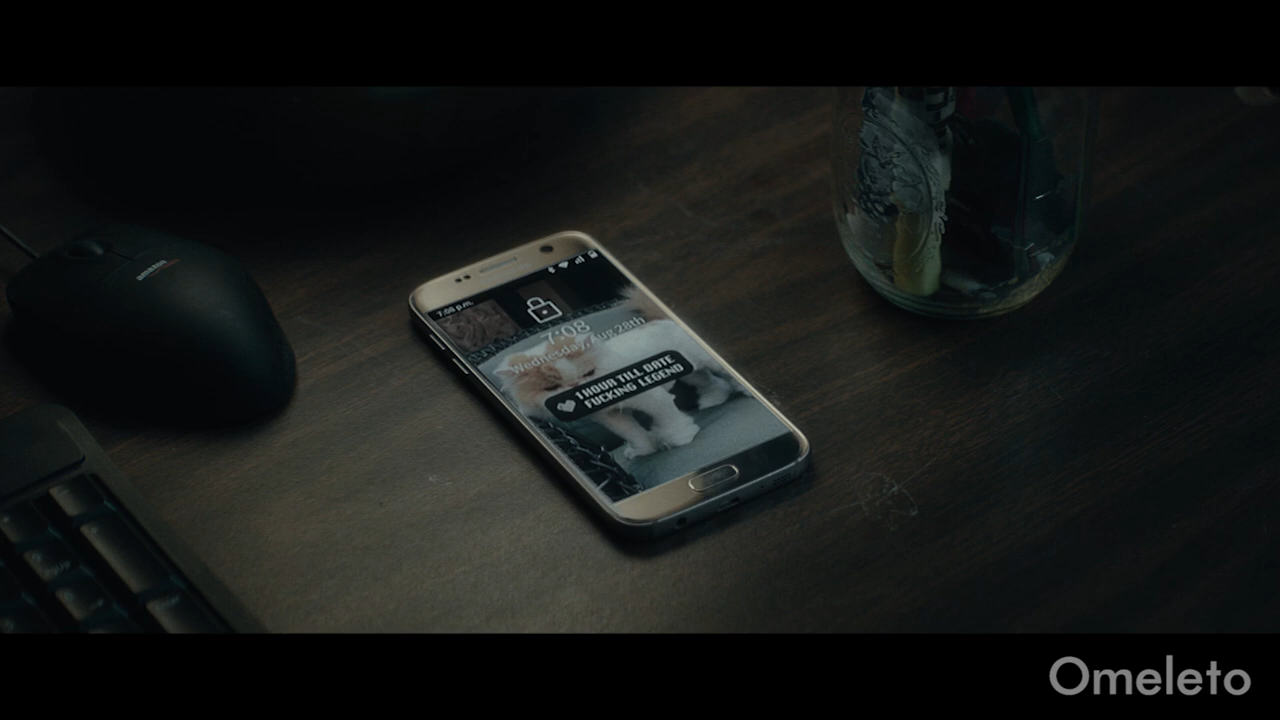 amazon
7:08 p.m.
7:08
Wednesday, Aug 28th
1 HOUR TILL DATE
FUCKING LEGEND
Omeleto